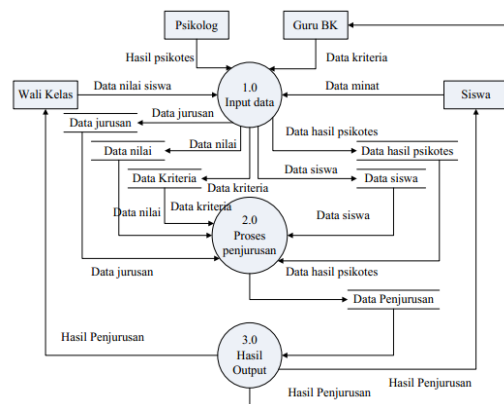 Psikolog
Guru BK
Hasil psikotes
Data kriteria
1.0
Input data
Wali Kelas
Data nilai siswa
Data minat
Siswa
Data jurusan
Data jurusan
Data nilai
Data nilai
Data hasil psikotes
Data hasil psikotes
Data Kriteria
Data kriteria
Data siswa
Data siswa
Data nilai
Data kriteria
2.0
Proses
penjurusan
Data siswa
Data jurusan
Data hasil psikotes
Data Penjurusan
Hasil Penjurusan
3.0
Hasil
Output
Hasil Penjurusan
Hasil Penjurusan